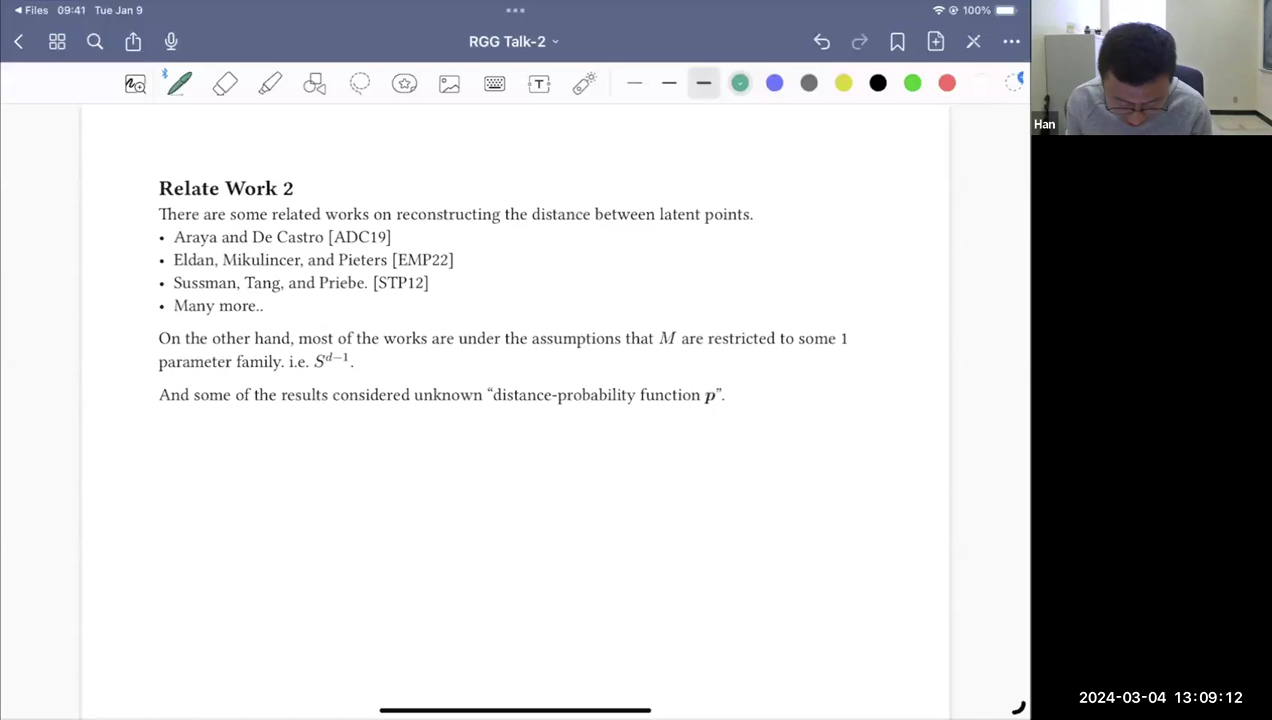 Files 09:41 Tue Jan 9
100%
RGG Talk-2
T
Han
Relate Work 2
There are some related works on reconstructing the distance between latent points.
• Araya and De Castro [ADC19]
• Eldan, Mikulincer, and Pieters [EMP22]
• Sussman, Tang, and Priebe. [STP12]
• Many more..
On the other hand, most of the works are under the assumptions that M are restricted to some 1
parameter family. i.e. S^{d−1}.
And some of the results considered unknown “distance-probability function p”.
2024-03-04 13:09:12